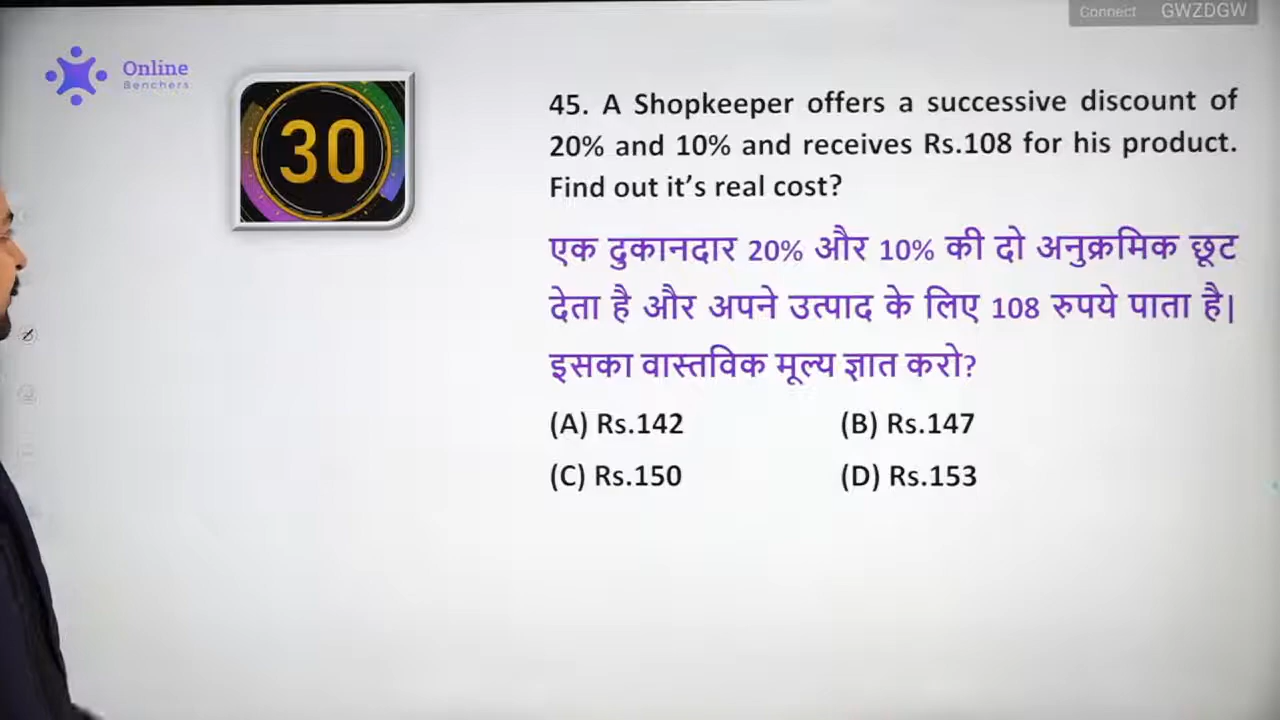 Connect GWZDGW
Online
Benchers
30
45. A Shopkeeper offers a successive discount of
20% and 10% and receives Rs.108 for his product.
Find out it’s real cost?
एक दुकानदार 20% और 10% की दो अनुक्रमिक छूट
देता है और अपने उत्पाद के लिए 108 रुपये पाता है|
इसका वास्तविक मूल्य ज्ञात करो?
(A) Rs.142 (B) Rs.147
(C) Rs.150 (D) Rs.153